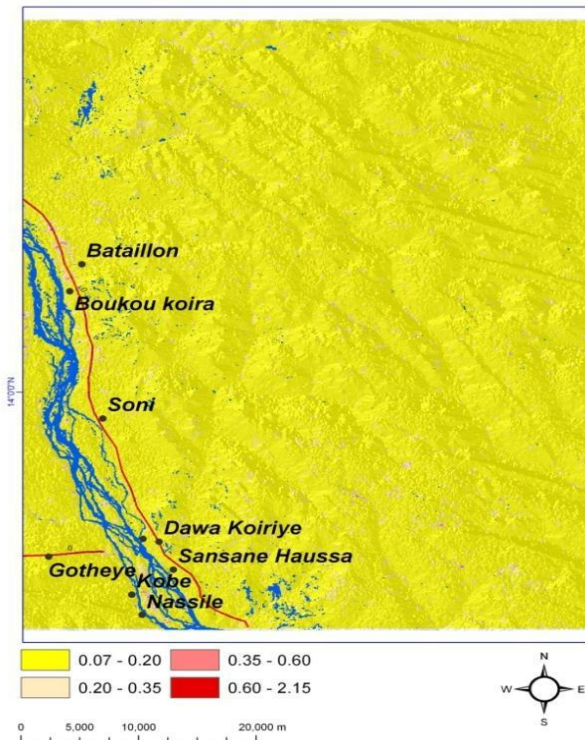 Bataillon
Boukou koira
14°0'0"N
Soni
Dawa Koiriye
Sansane Haussa
Gotheye
Kobe
Nassile
0.07 - 0.20
0.35 - 0.60
0.20 - 0.35
0.60 - 2.15
N
W E
S
0 5,000 10,000 20,000 m